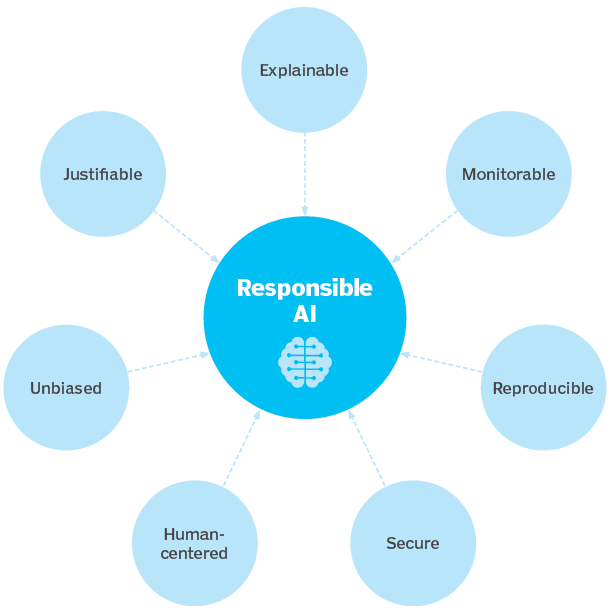 Explainable
Justifiable
Monitorable
Responsible
AI
Unbiased
Reproducible
Human-
centered
Secure